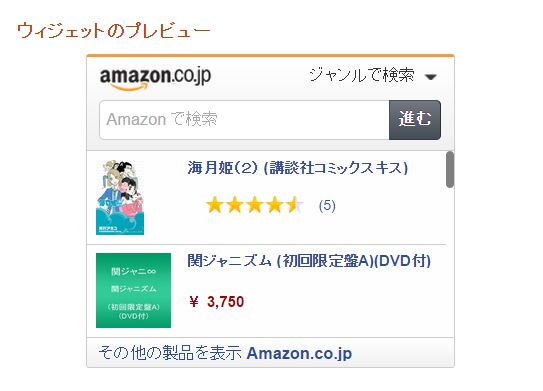 ウィジェットのプレビュー
amazon.co.jp
ジャンルで検索
Amazon で検索
進む
海月姫(2) (講談社コミックスキス)
(5)
関ジャニ∞
関ジャニズム
(初回限定盤A)
(DVD付)
関ジャニズム (初回限定盤A)(DVD付)
¥ 3,750
その他の製品を表示 Amazon.co.jp